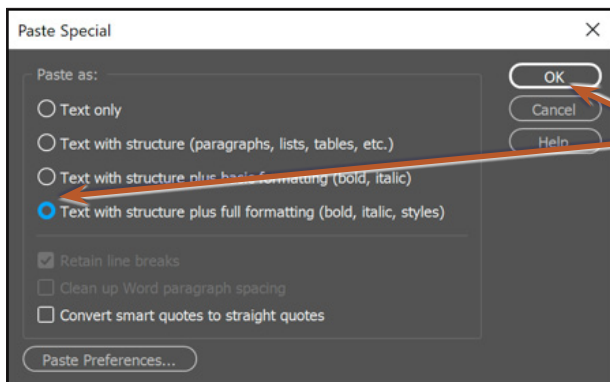 Paste Special
Paste as:
Text only
Text with structure (paragraphs, lists, tables, etc.)
Text with structure plus basic formatting (bold, italic)
Text with structure plus full formatting (bold, italic, styles)
Retain line breaks
Clean up Word paragraph spacing
Convert smart quotes to straight quotes
Paste Preferences...
OK
Cancel
Help